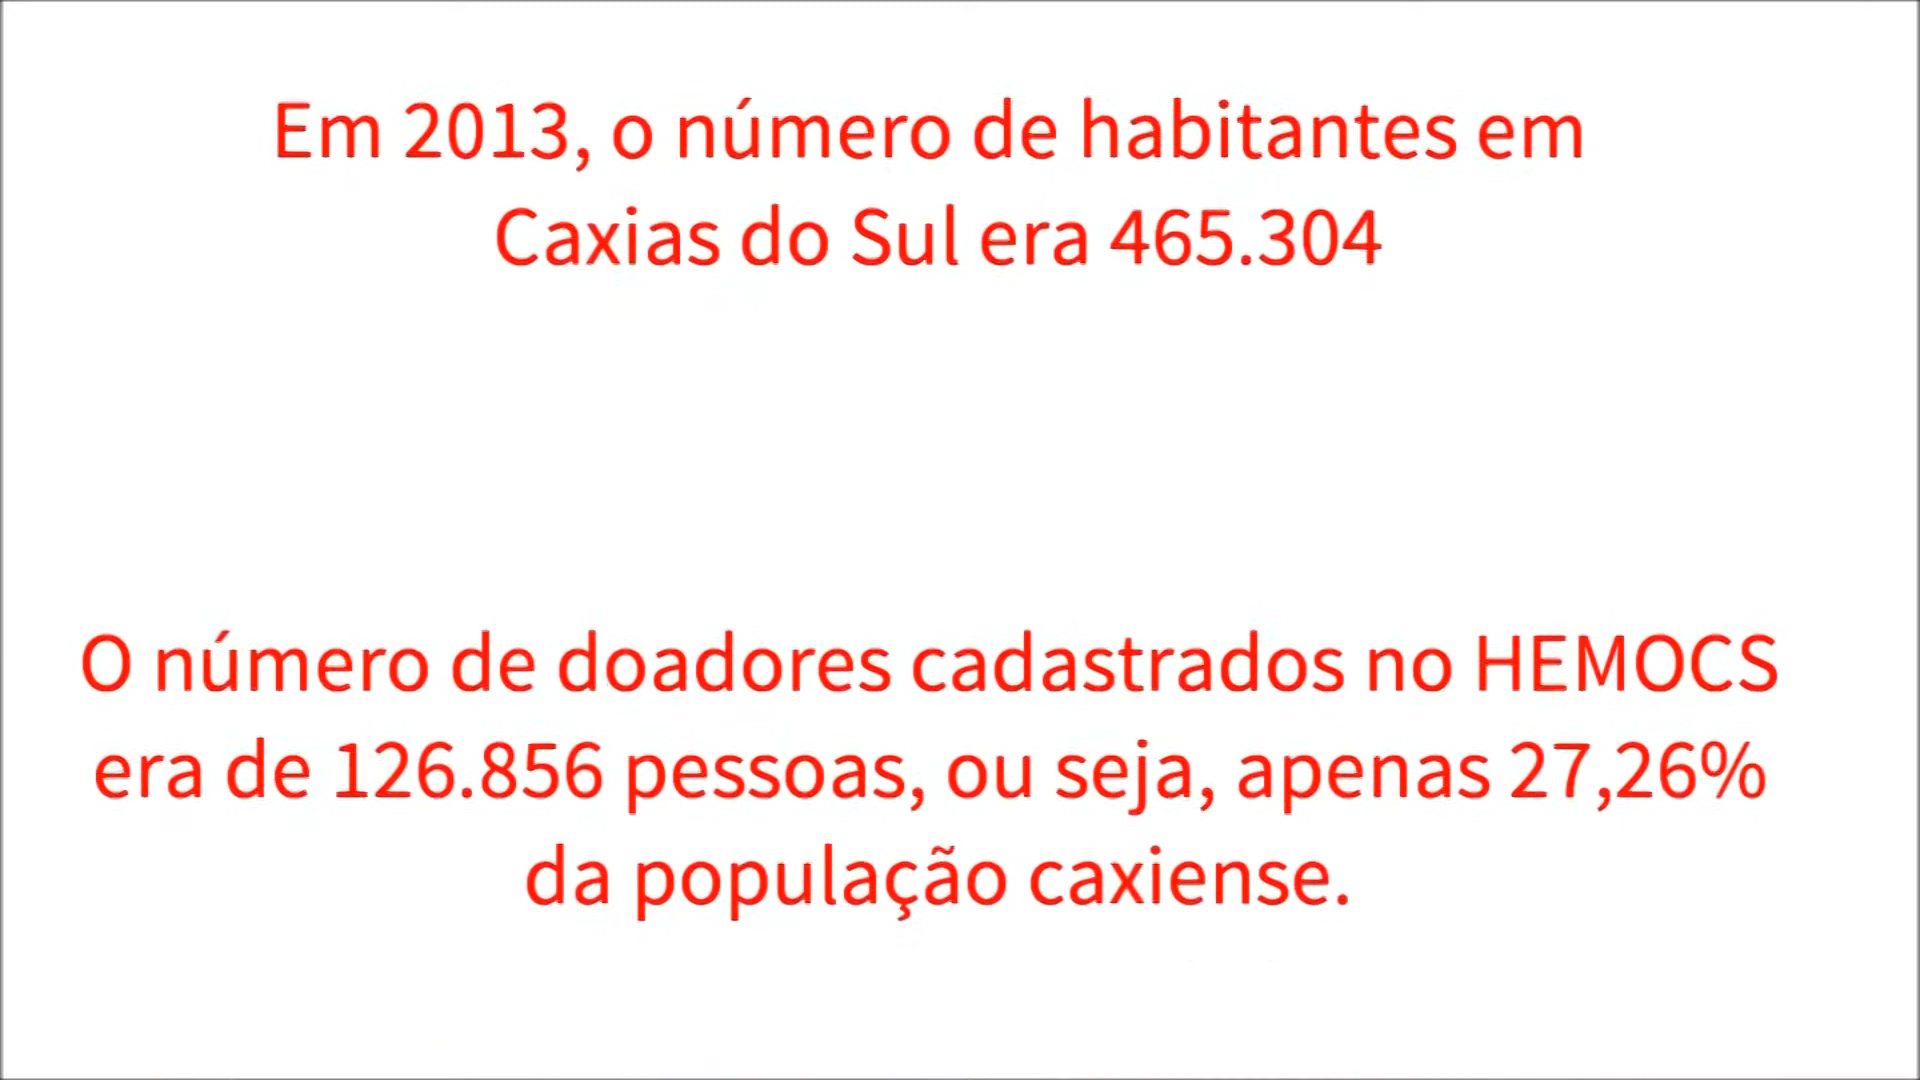 Em 2013, o número de habitantes em
Caxias do Sul era 465.304
O número de doadores cadastrados no HEMOCS
era de 126.856 pessoas, ou seja, apenas 27,26%
da população caxiense.